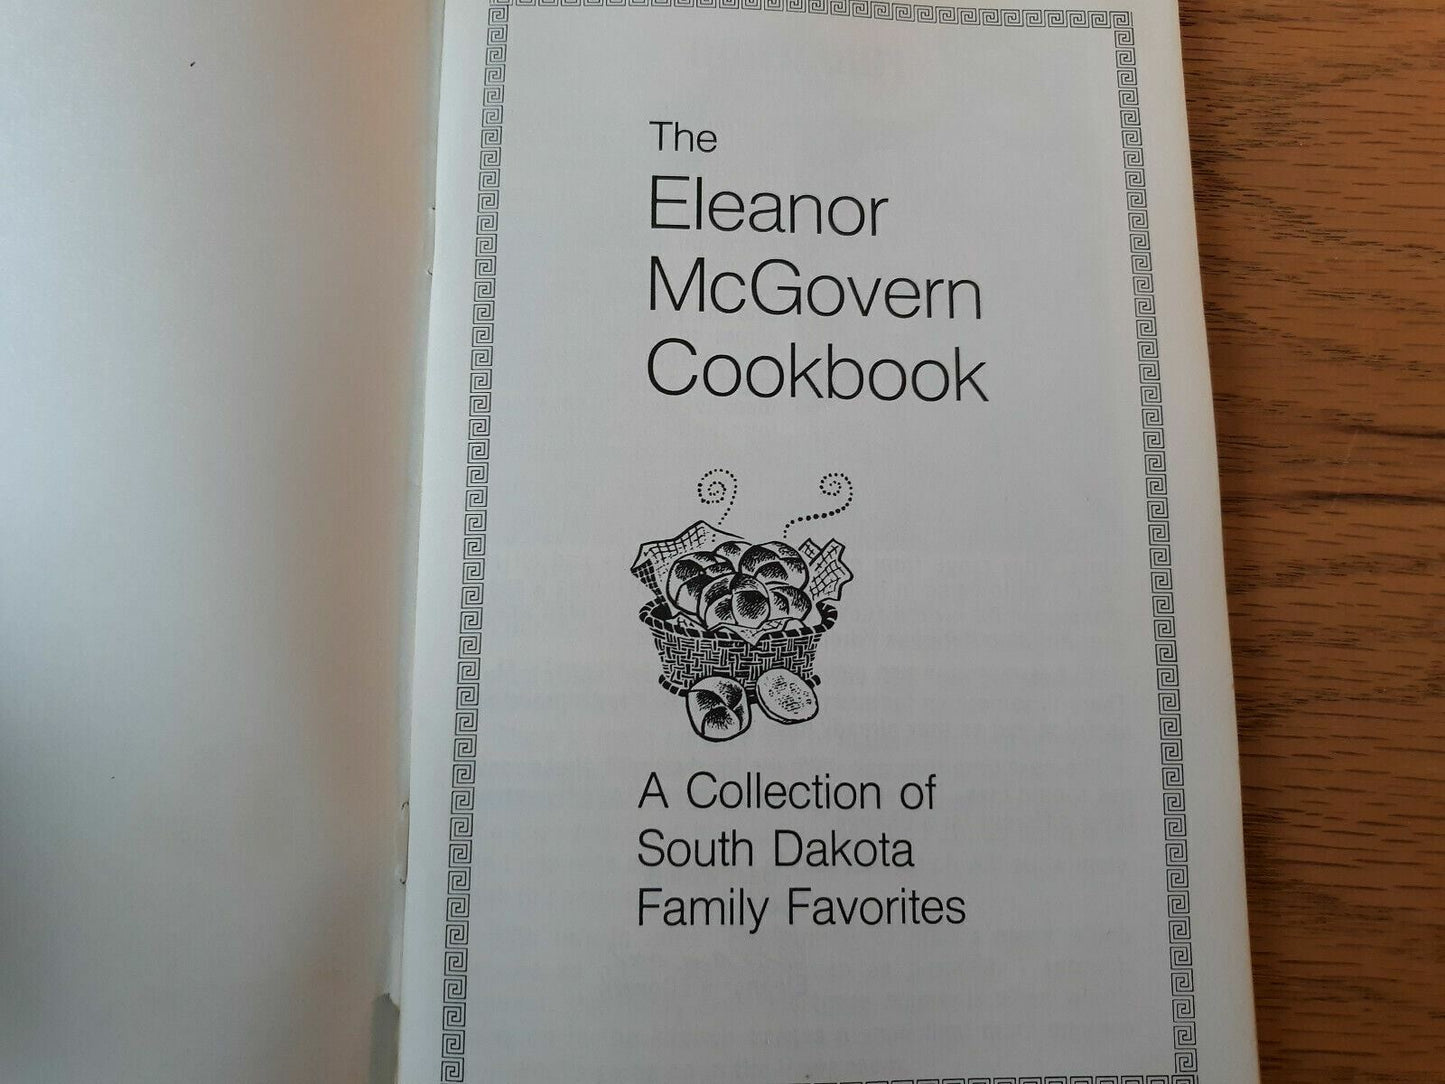 The
Eleanor
McGovern
Cookbook
A Collection of
South Dakota
Family Favorites